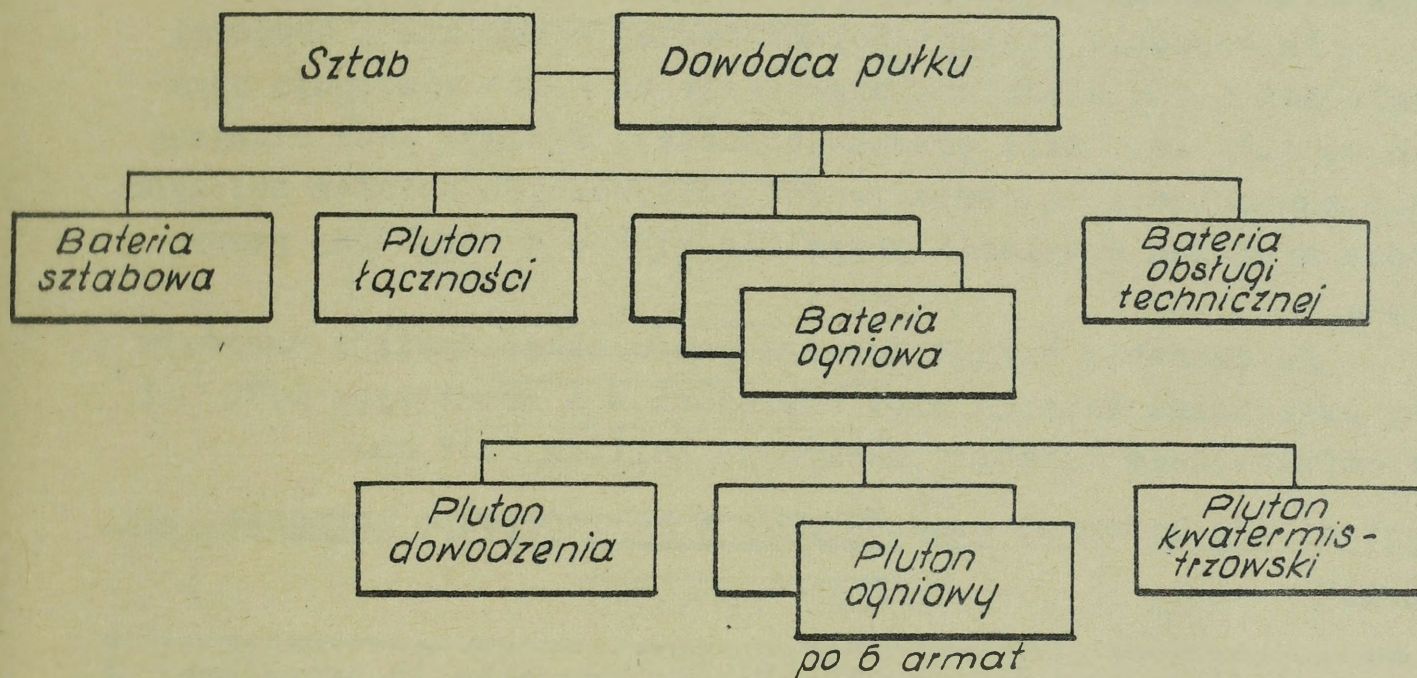 Sztab
Dowódca pułku
Bateria
sztabowa
Pluton
łączności
Bateria
ogniowa
Bateria
obsługi
technicznej
Pluton
dowodzenia
Pluton
ogniowy
po 6 armat
Pluton
kwatermis-
trzowski